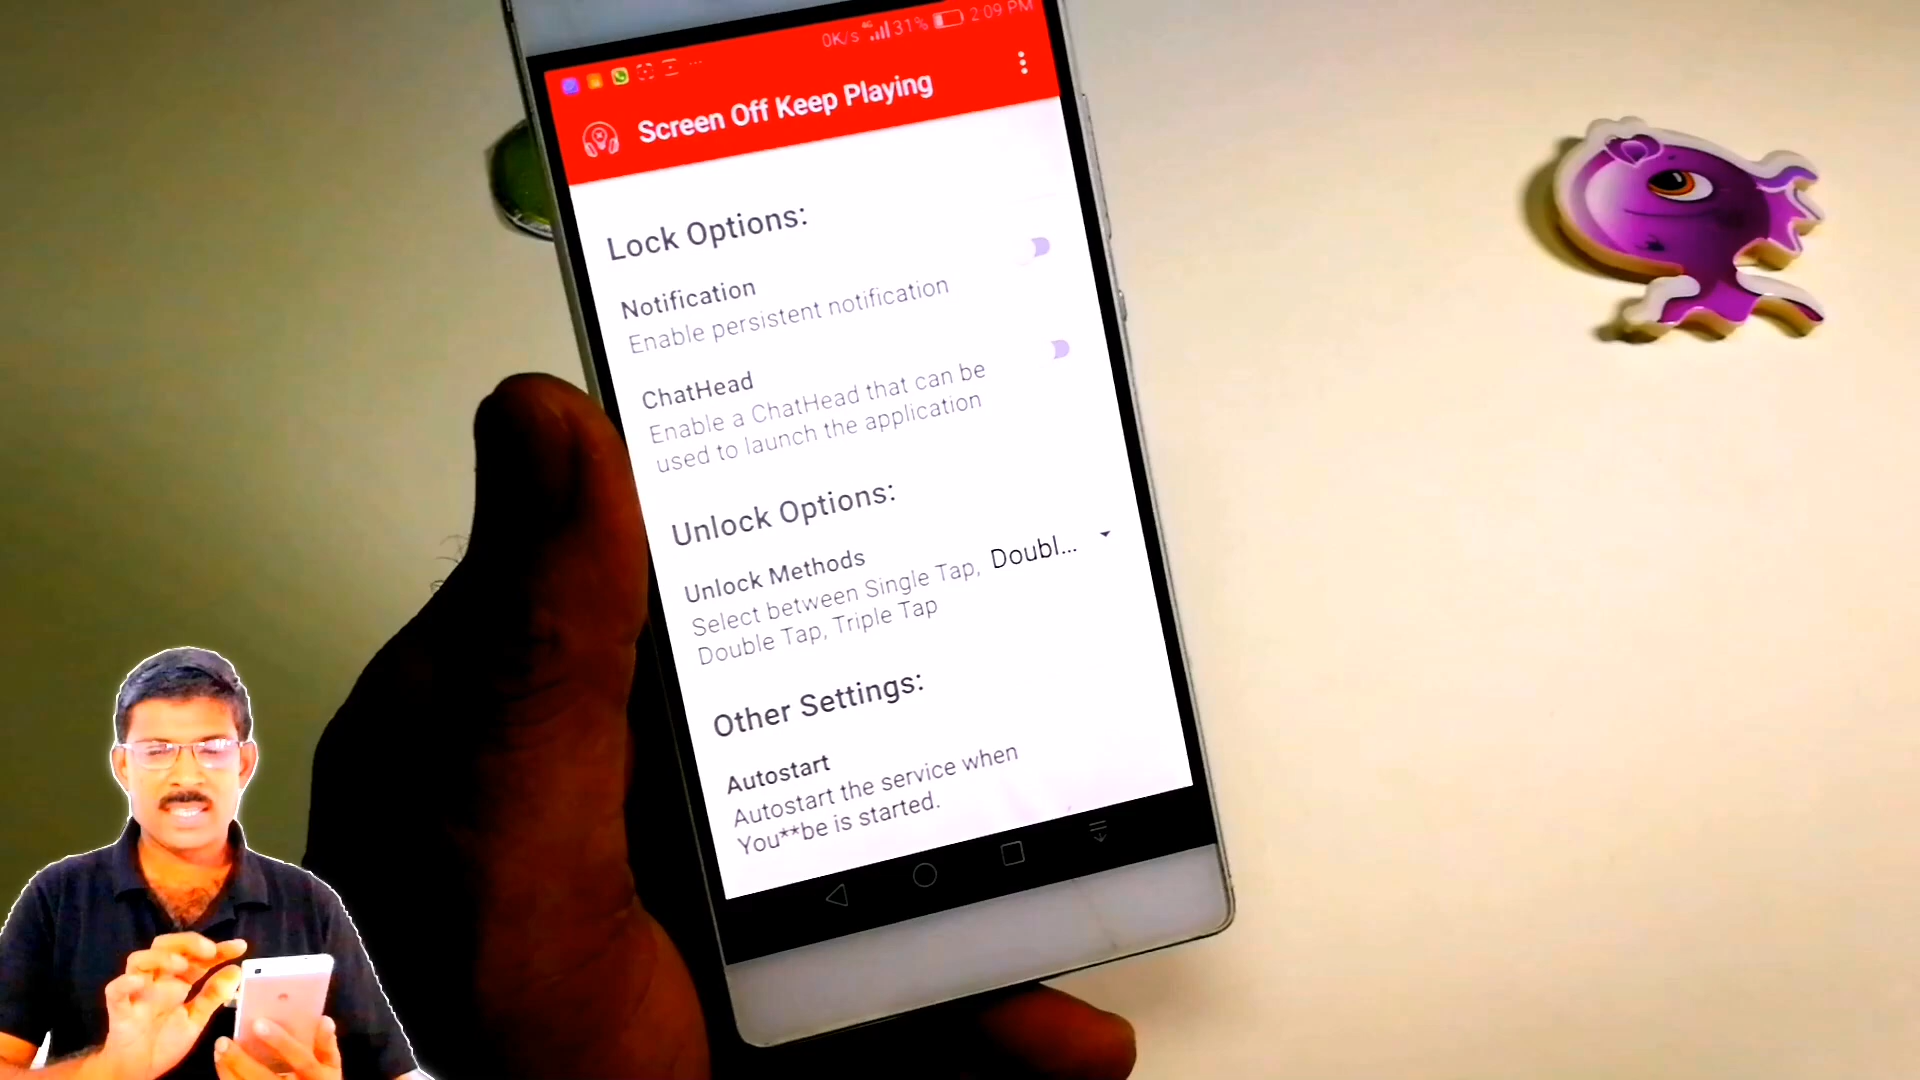 0K/s 4G 31% 2:09 PM
Screen Off Keep Playing
Lock Options:
Notification
Enable persistent notification
ChatHead
Enable a ChatHead that can be
used to launch the application
Unlock Options:
Unlock Methods
Select between Single Tap,
Double Tap, Triple Tap
Doubl...
Other Settings:
Autostart
Autostart the service when
You**be is started.